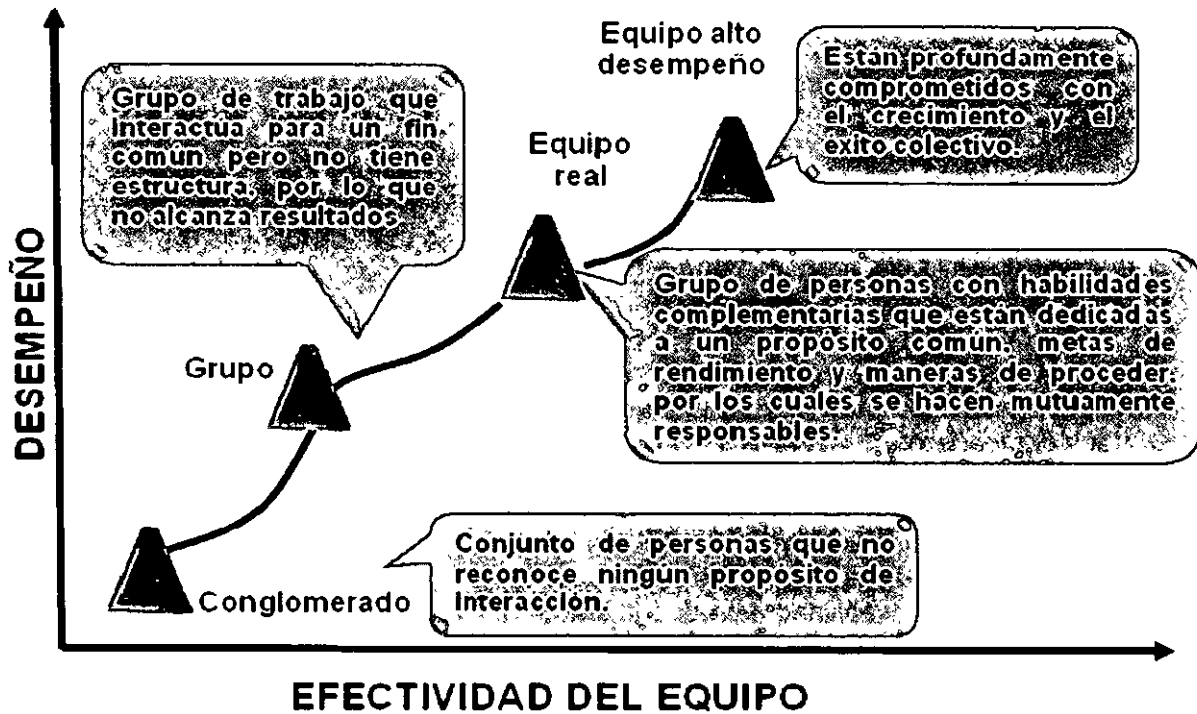 Equipo alto
desempeño
Están profundamente
comprometidos con
el crecimiento y el
exito colectivo.
Grupo de trabajo que
interactua para un fin
común pero no tiene
estructura, por lo que
no alcanza resultados
Equipo
real
Grupo de personas con habilidades
complementarias que están dedicadas
a un propósito común, metas de
rendimiento y maneras de proceder,
por los cuales se hacen mutuamente
responsables.
Grupo
Conjunto de personas que no
reconoce ningún propósito de
interacción.
Conglomerado
DESEMPEÑO
EFECTIVIDAD DEL EQUIPO